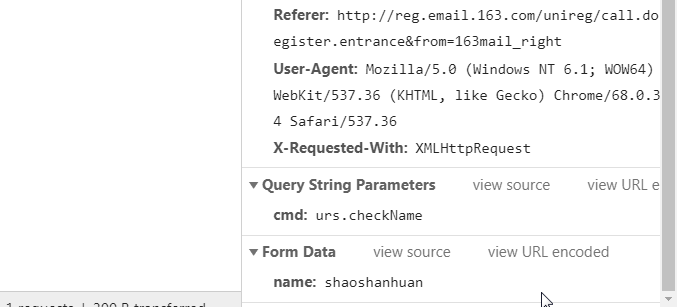 Referer: http://reg.email.163.com/unireg/call.do
egister.entrance&from=163mail_right
User-Agent: Mozilla/5.0 (Windows NT 6.1; WOW64)
WebKit/537.36 (KHTML, like Gecko) Chrome/68.0.3
4 Safari/537.36
X-Requested-With: XMLHttpRequest
Query String Parameters view source view URL e
cmd: urs.checkName
Form Data view source view URL encoded
name: shaoshanhuan
1 requests | 200 B transferred